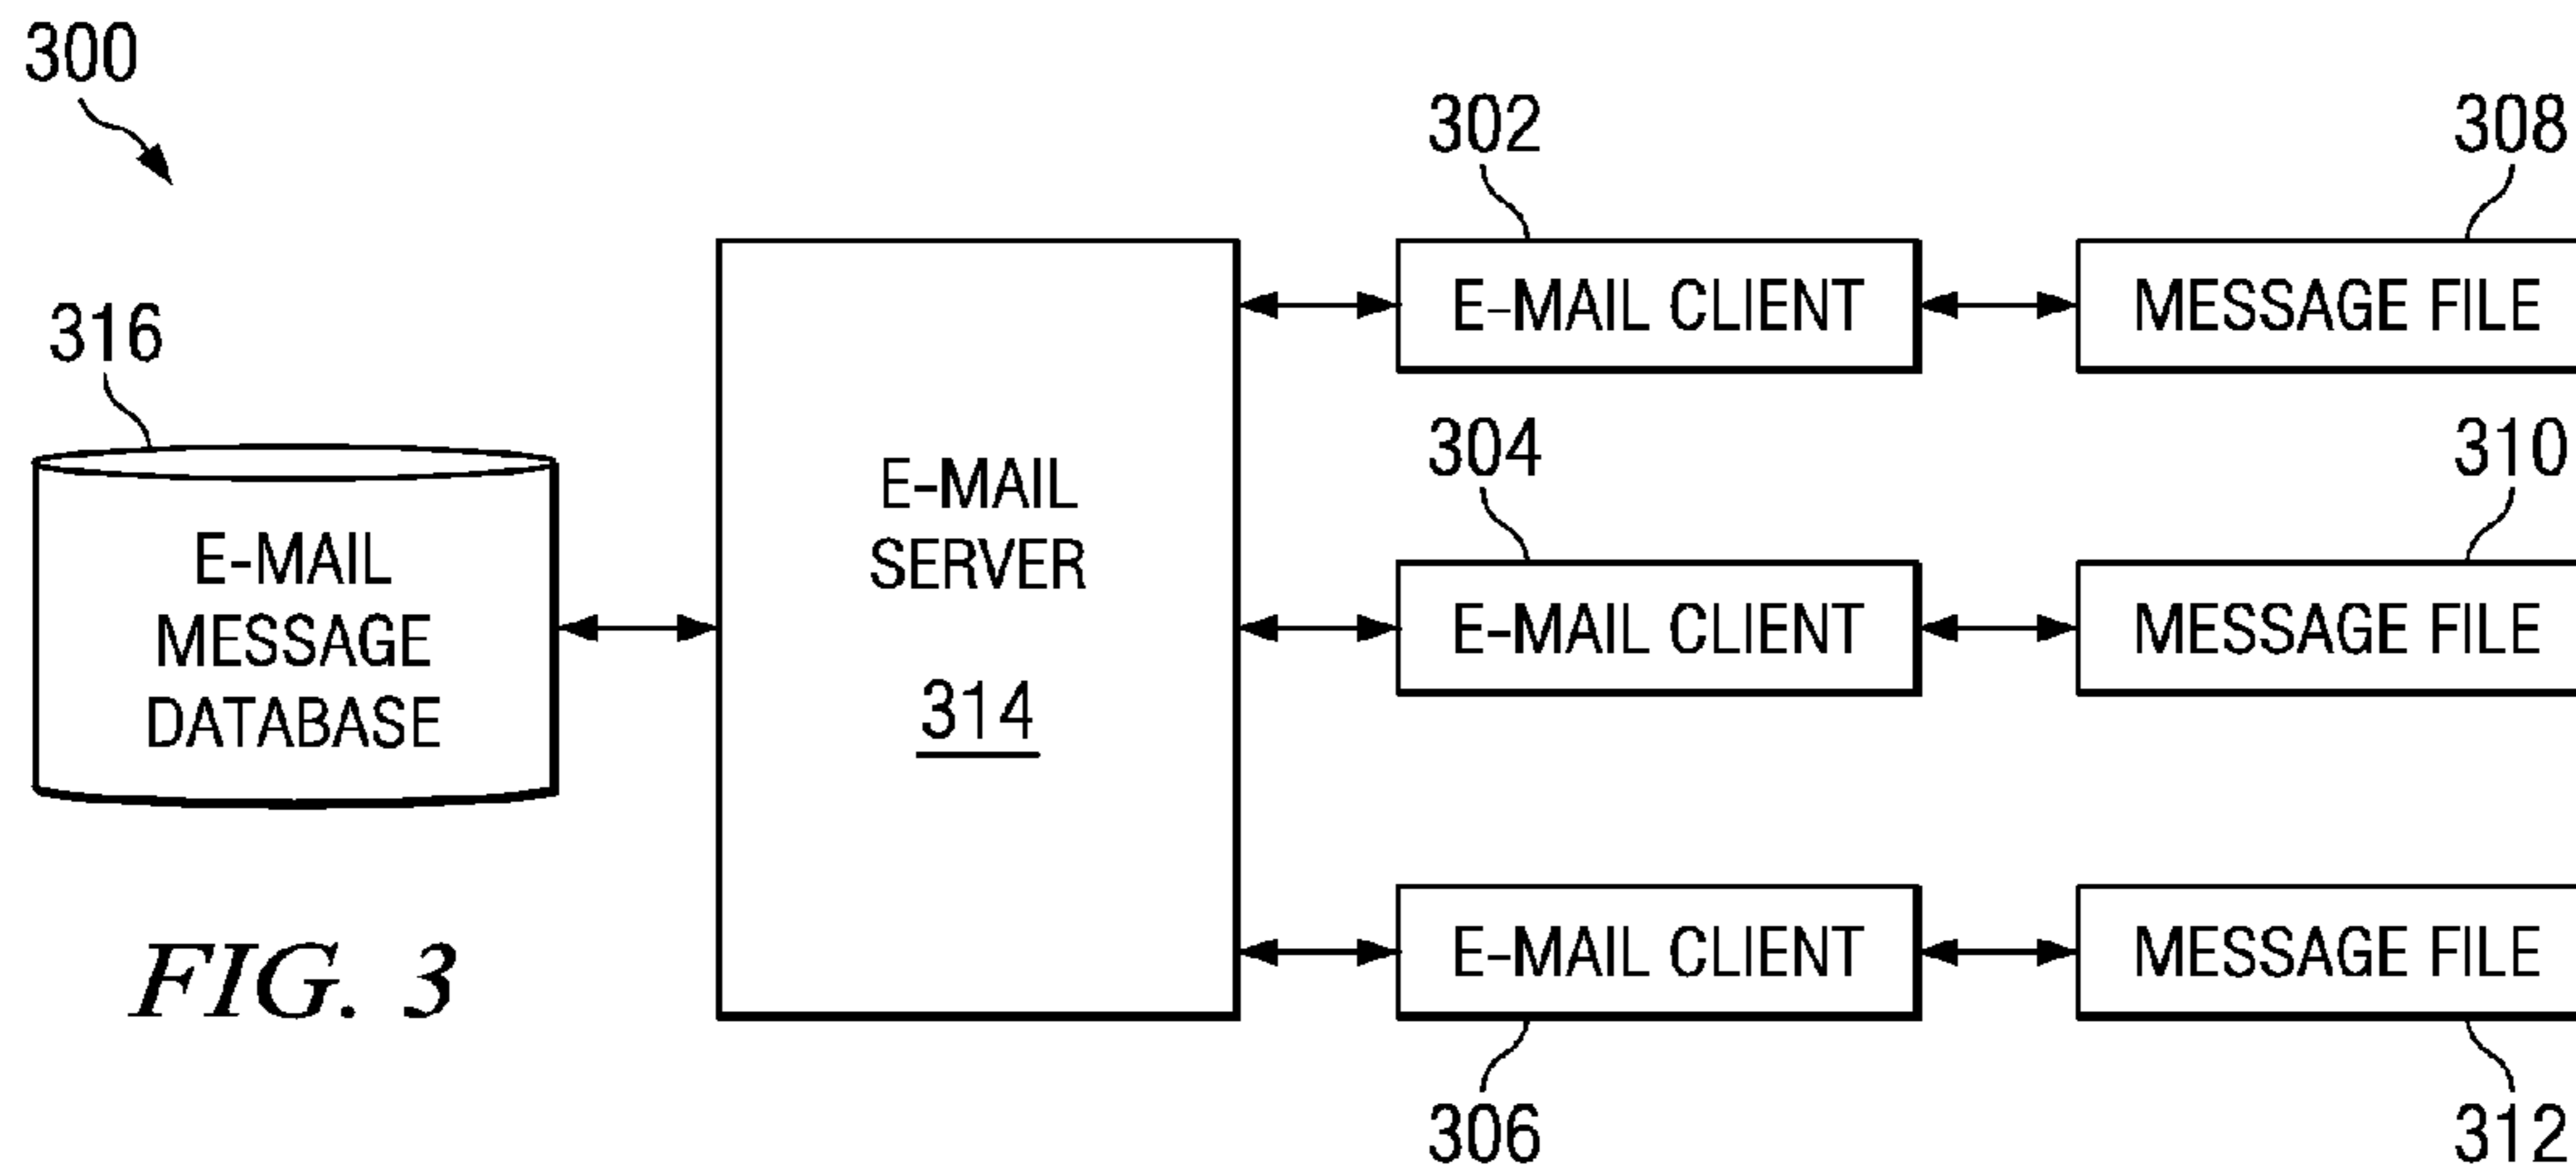 300
302
308
316
E-MAIL CLIENT
MESSAGE FILE
304
310
E-MAIL
SERVER
314
E-MAIL
MESSAGE
DATABASE
E-MAIL CLIENT
MESSAGE FILE
E-MAIL CLIENT
MESSAGE FILE
306
312
FIG. 3